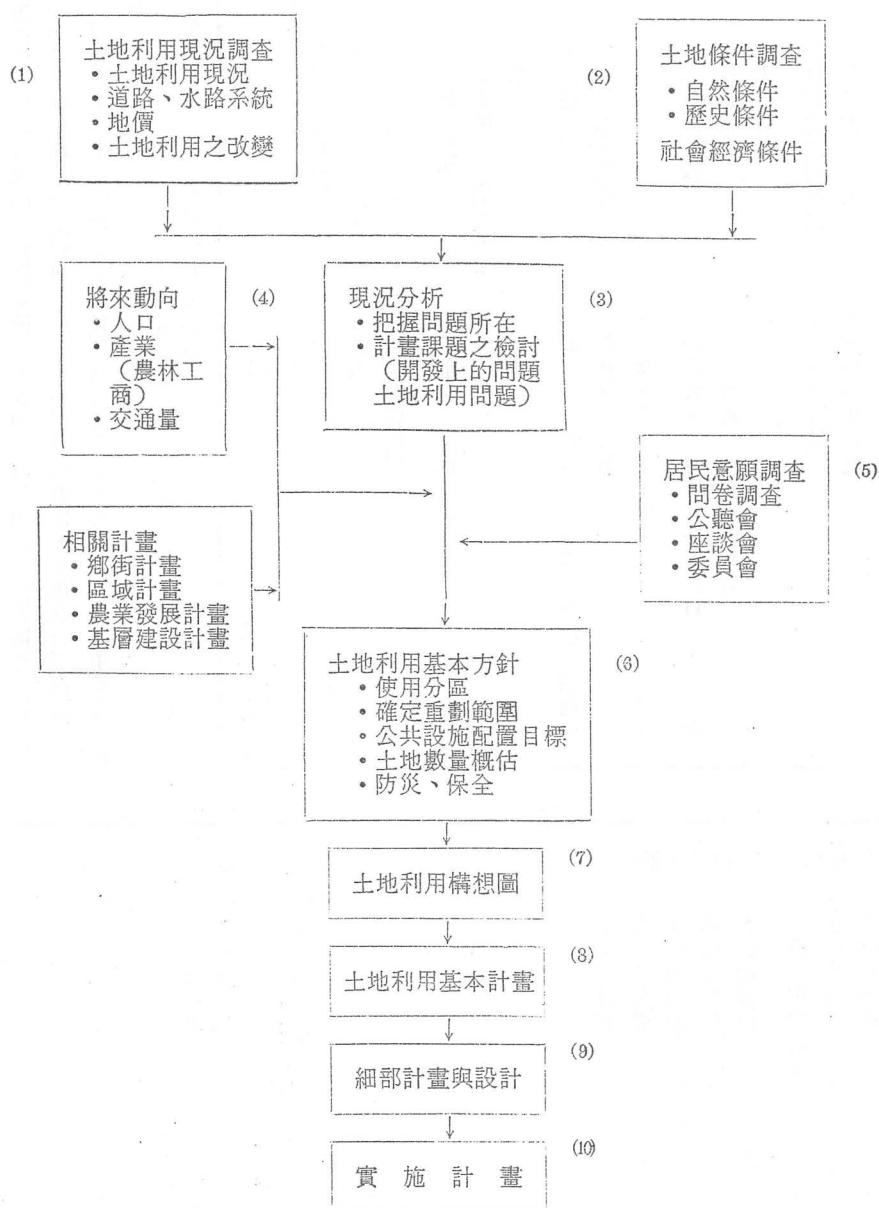 (1)
土地利用現況調查
•土地利用現況
•道路、水路系統
•地價
•土地利用之改變
(2)
土地條件調查
•自然條件
•歷史條件
社會經濟條件
將來動向
•人口
•產業
(農林工
商)
•交通量
(4)
現況分析
•把握問題所在
•計畫課題之檢討
(開發上的問題
土地利用問題)
(3)
居民意願調查
•問卷調查
•公聽會
•座談會
•委員會
(5)
相關計畫
•鄉街計畫
•區域計畫
•農業發展計畫
•基層建設計畫
土地利用基本方針
•使用分區
•確定重劃範圍
•公共設施配置目標
•土地數量概估
•防災、保全
(6)
土地利用構想圖
(7)
土地利用基本計畫
(8)
細部計畫與設計
(9)
實施計畫
(10)